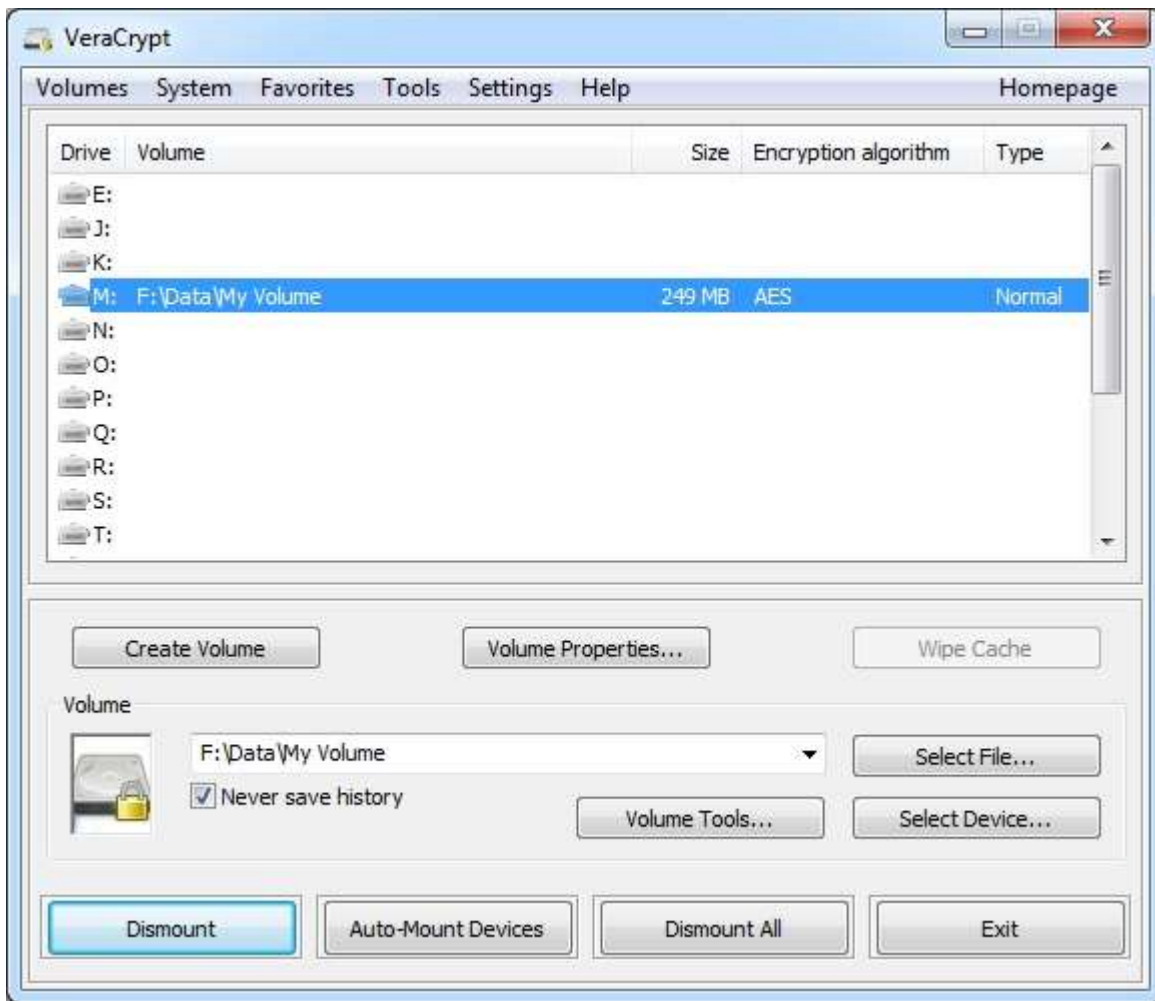 VeraCrypt
Volumes System Favorites Tools Settings Help Homepage
Drive Volume Size Encryption algorithm Type
E:
J:
K:
M: F:\Data\My Volume 249 MB AES Normal
N:
O:
P:
Q:
R:
S:
T:
Create Volume Volume Properties... Wipe Cache
Volume
F:\Data\My Volume Select File...
Never save history
Volume Tools... Select Device...
Dismount Auto-Mount Devices Dismount All Exit